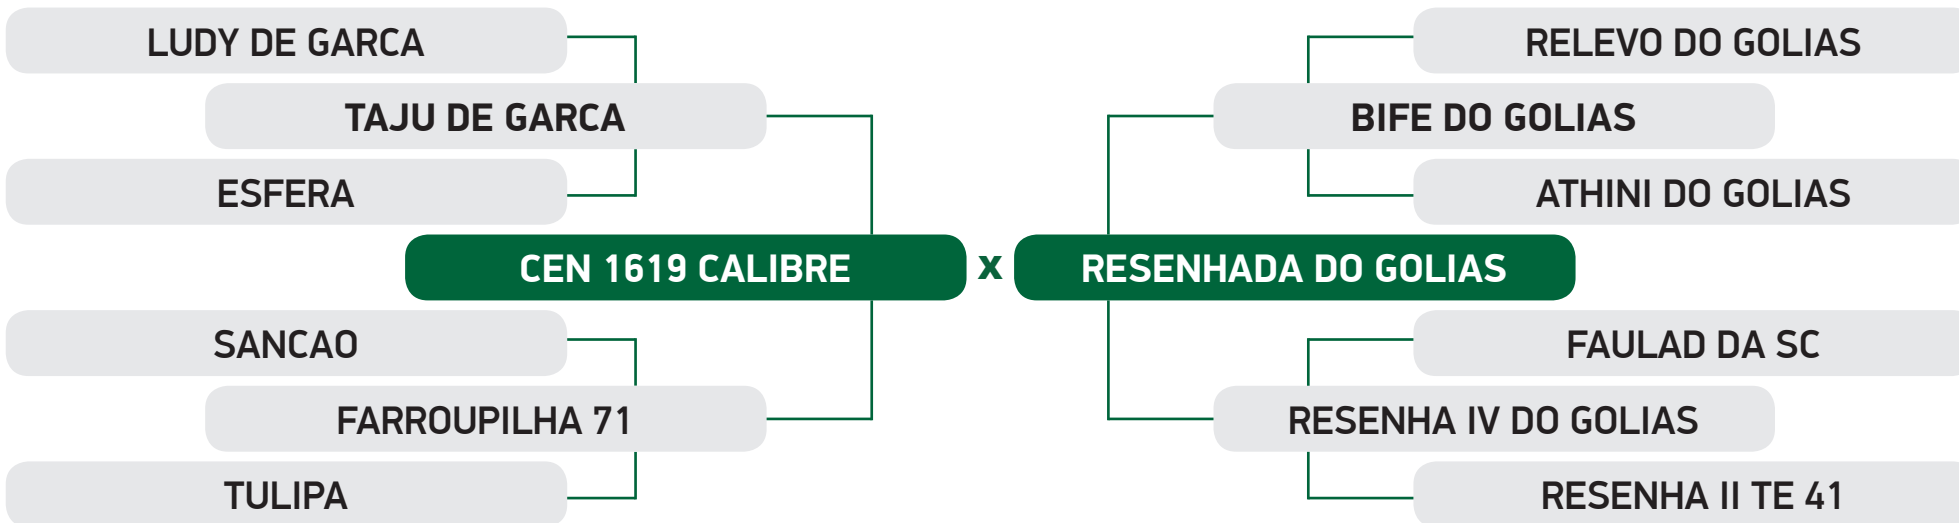 LUDY DE GARCA
RELEVO DO GOLIAS
TAJU DE GARCA
BIFE DO GOLIAS
ESFERA
ATHINI DO GOLIAS
CEN 1619 CALIBRE x RESENHADA DO GOLIAS
SANCAO
FAULAD DA SC
FARROUPILHA 71
RESENHA IV DO GOLIAS
TULIPA
RESENHA II TE 41